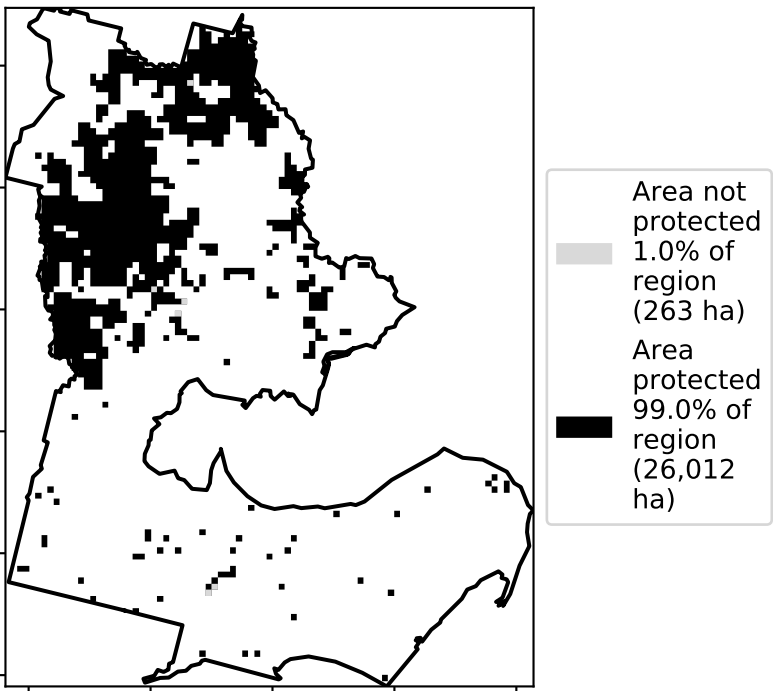 Area not
protected
1.0% of
region
(263 ha)
Area
protected
99.0% of
region
(26,012
ha)